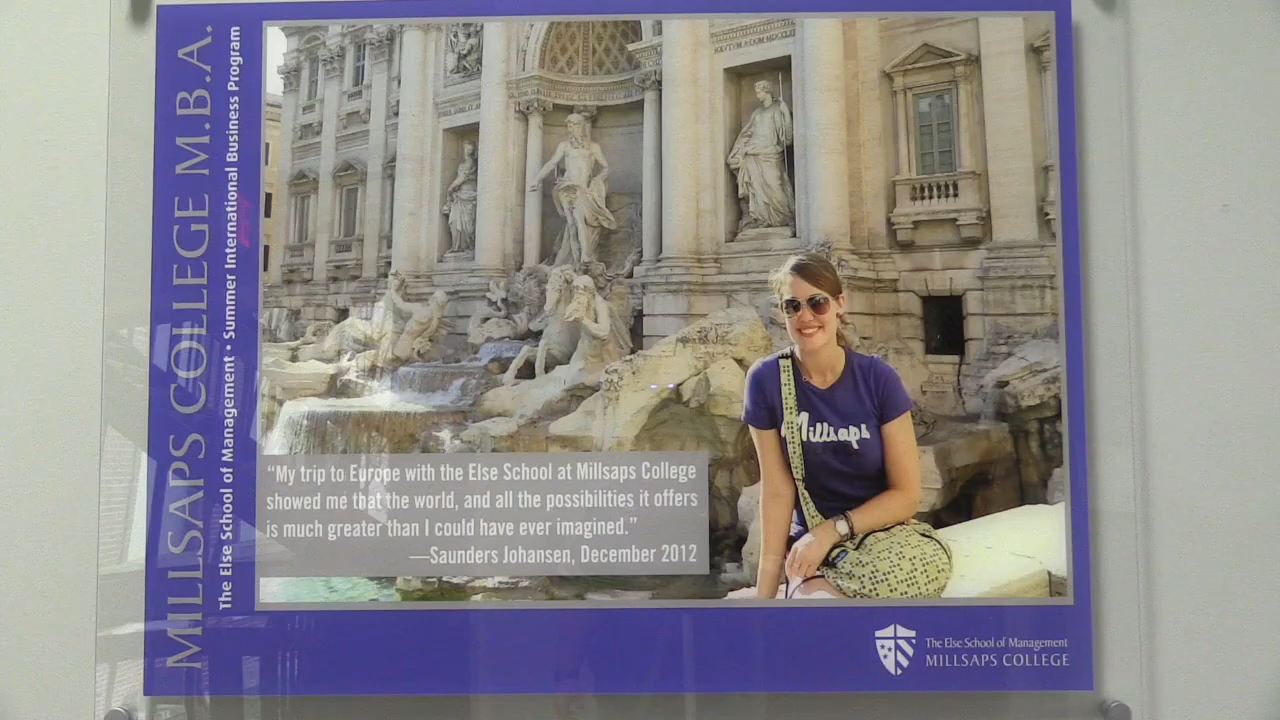 MILLSAPS COLLEGE M.B.A.
The Else School of Management • Summer International Business Program
“My trip to Europe with the Else School at Millsaps College
showed me that the world, and all the possibilities it offers
is much greater than I could have ever imagined.”
—Saunders Johansen, December 2012
Millsaps
The Else School of Management
MILLSAPS COLLEGE